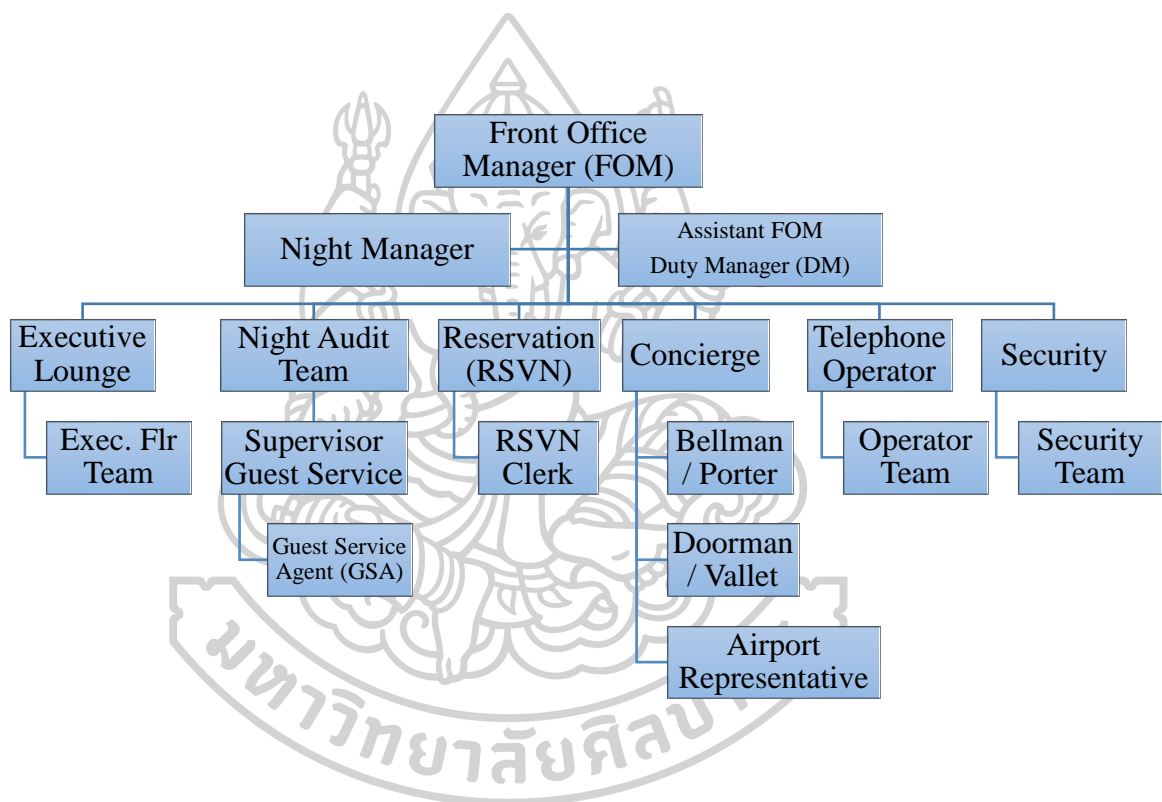 Front Office
Manager (FOM)
Night Manager
Assistant FOM
Duty Manager (DM)
Executive
Lounge
Night Audit
Team
Reservation
(RSVN)
Concierge
Telephone
Operator
Security
Exec. Flr
Team
Supervisor
Guest Service
RSVN
Clerk
Bellman
/ Porter
Operator
Team
Security
Team
Guest Service
Agent (GSA)
Doorman
/ Vallet
Airport
Representative